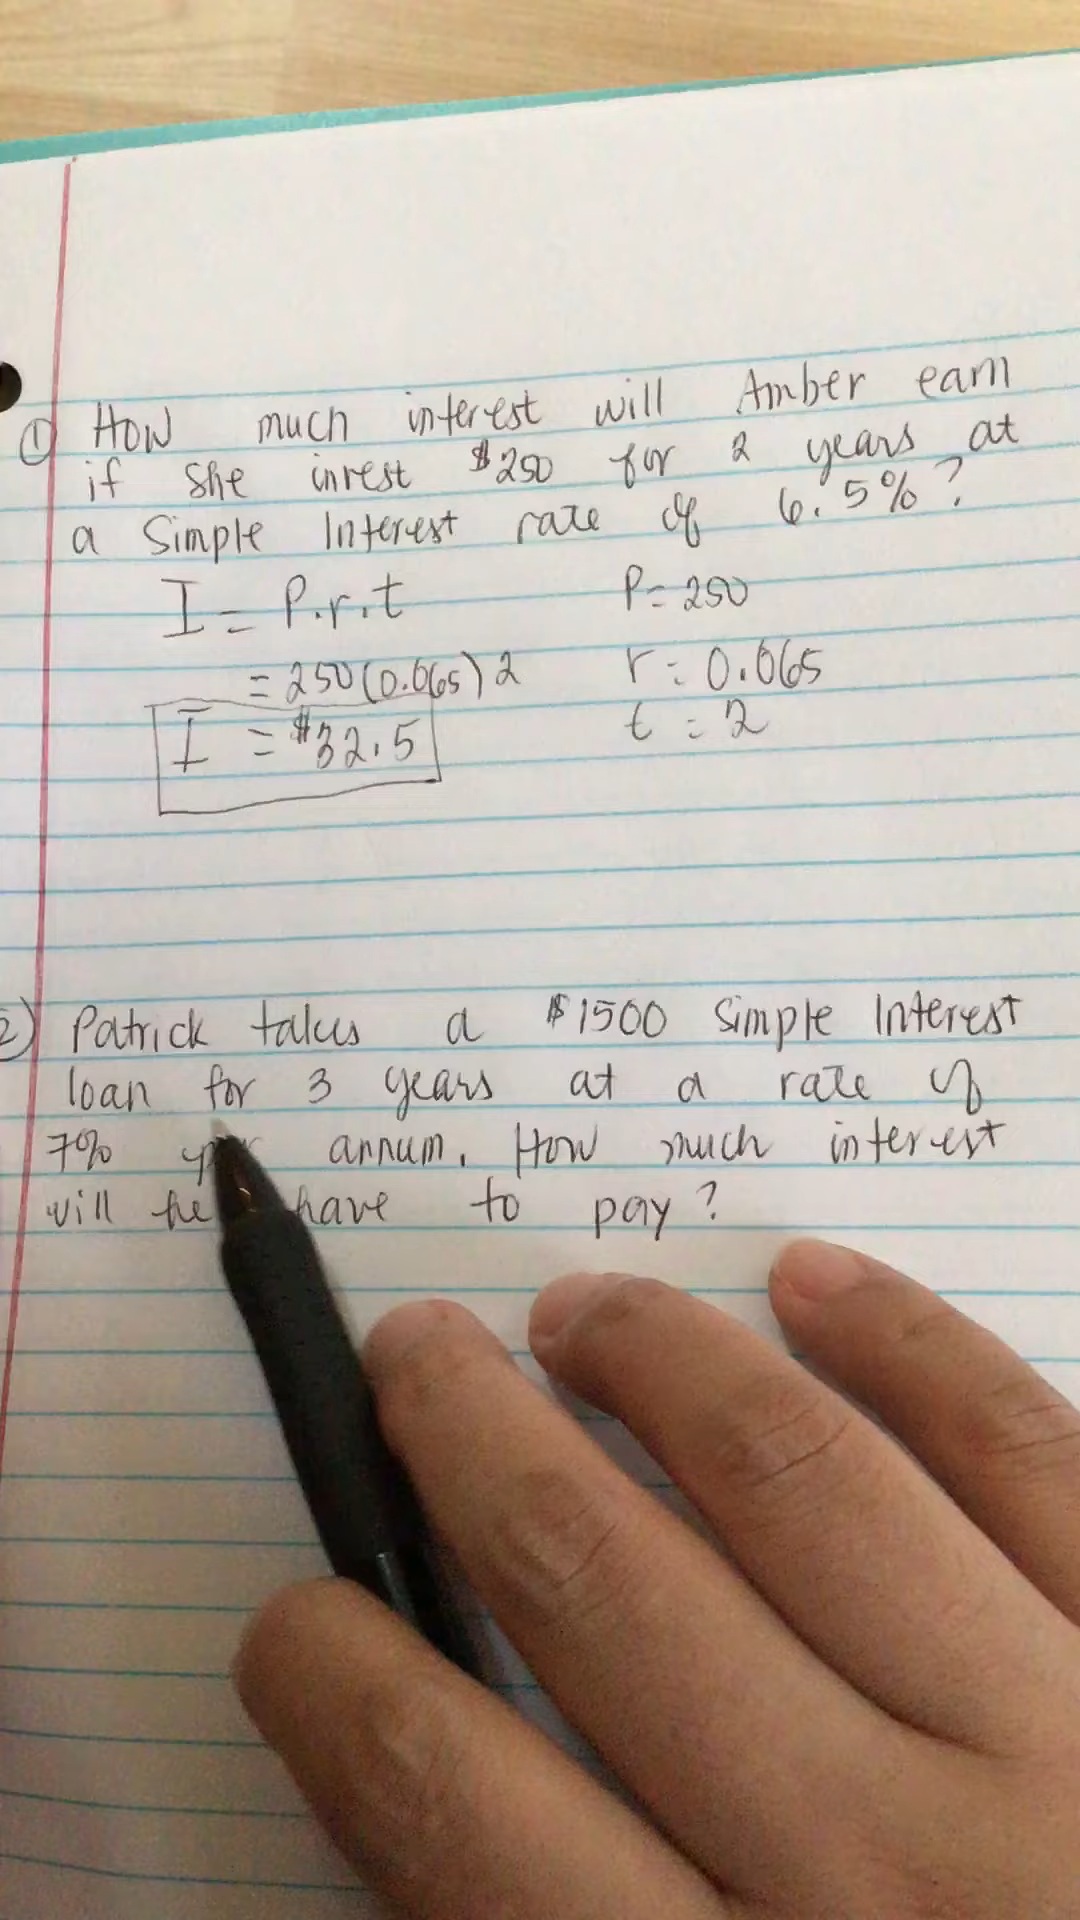 ① How much interest will Amber earn
if she invest $250 for 2 years at
a Simple Interest rate of 6.5%?
I = P.r.t
P = 250
= 250(0.065)2
r = 0.065
I = $32.5
t = 2
2) Patrick takes a $1500 Simple Interest
loan for 3 years at a rate of
7% annum. How much interest
will he have to pay?